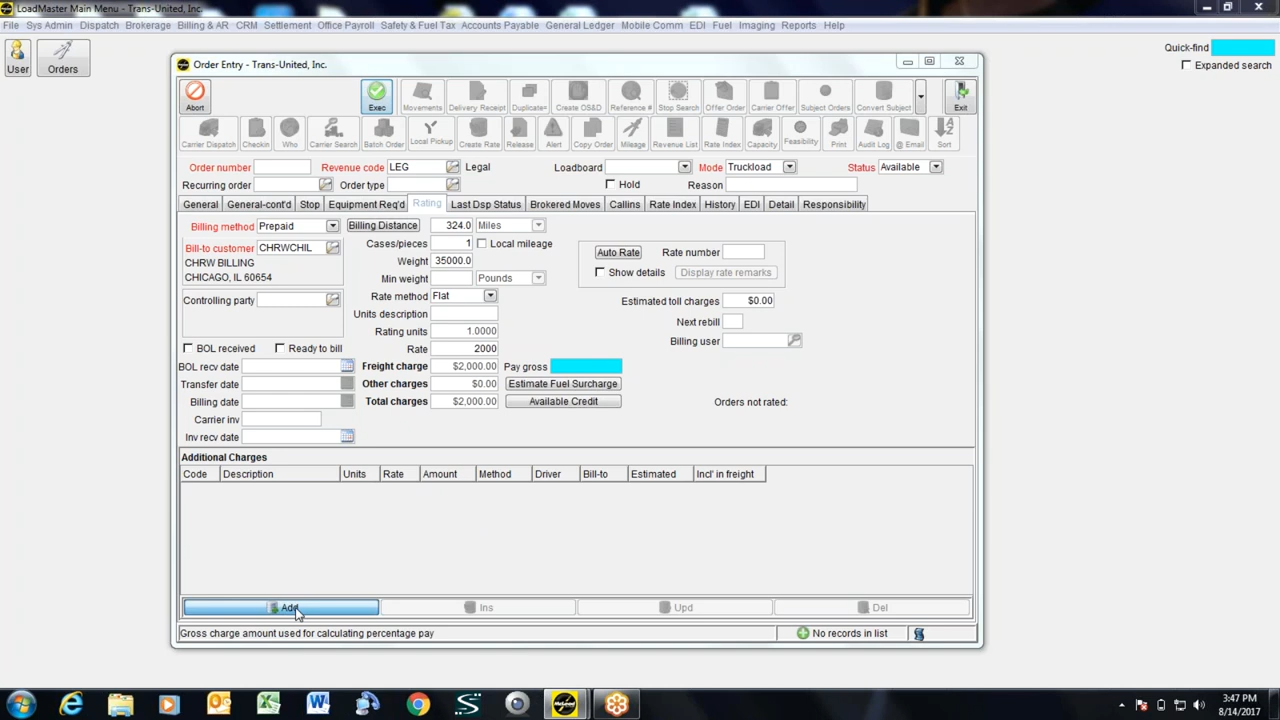 LoadMaster Main Menu - Trans-United, Inc.
File Sys Admin Dispatch Brokerage Billing & AR CRM Settlement Office Payroll Safety & Fuel Tax Accounts Payable General Ledger Mobile Comm EDI Fuel Imaging Reports Help
User Orders
Quick-find
Expanded search
Order Entry - Trans-United, Inc.
Abort Exec Movements Delivery Receipt Duplicate= Create OS&D Reference # Stop Search Offer Order Carrier Offer Subject Orders Convert Subject Exit
Carrier Dispatch Checkin Who Carrier Search Batch Order Local Pickup Create Rate Release Alert Copy Order Mileage Revenue List Rate Index Capacity Feasibility Print Audit Log @ Email Sort
Order number Revenue code LEG Legal Loadboard Mode Truckload Status Available
Recurring order Order type Hold Reason
General General-cont'd Stop Equipment Req'd Rating Last Dsp Status Brokered Moves Callins Rate Index History EDI Detail Responsibility
Billing method Prepaid Billing Distance 324.0 Miles
Bill-to customer CHRWCHIL Cases/pieces 1 Local mileage Auto Rate Rate number
CHRW BILLING Weight 35000.0
CHICAGO, IL 60654 Min weight Pounds Show details Display rate remarks
Controlling party Rate method Flat Estimated toll charges $0.00
Units description Next rebill
Rating units 1.0000 Billing user
BOL received Ready to bill Rate 2000
BOL recv date Freight charge $2,000.00 Pay gross
Transfer date Other charges $0.00 Estimate Fuel Surcharge
Billing date Total charges $2,000.00 Available Credit Orders not rated:
Carrier inv
Inv recv date
Additional Charges
Code Description Units Rate Amount Method Driver Bill-to Estimated Incl' in freight
Add Ins Upd Del
Gross charge amount used for calculating percentage pay No records in list
3:47 PM
8/14/2017